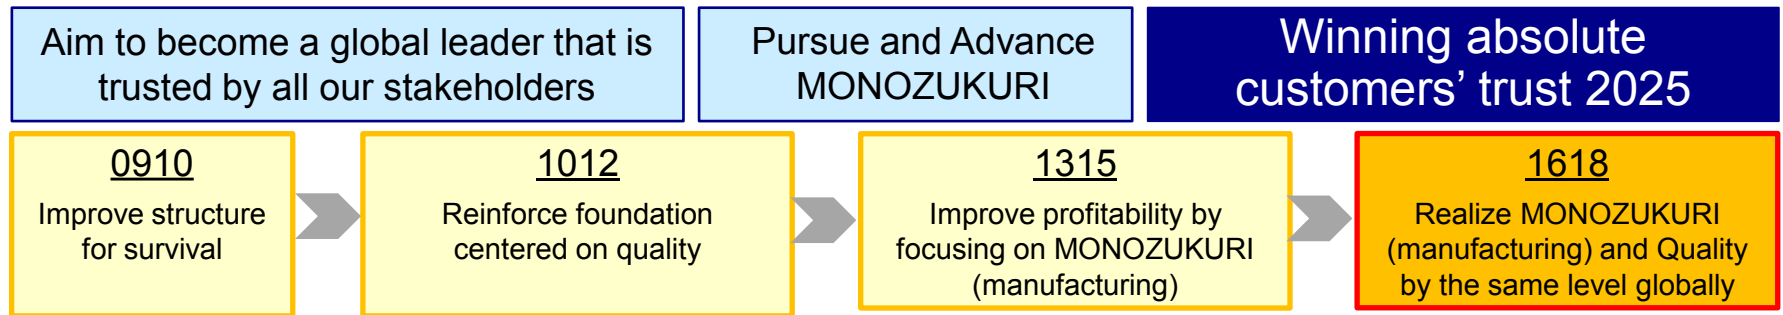 Aim to become a global leader that is
trusted by all our stakeholders
Pursue and Advance
MONOZUKURI
Winning absolute
customers’ trust 2025
0910
Improve structure
for survival
1012
Reinforce foundation
centered on quality
1315
Improve profitability by
focusing on MONOZUKURI
(manufacturing)
1618
Realize MONOZUKURI
(manufacturing) and Quality
by the same level globally